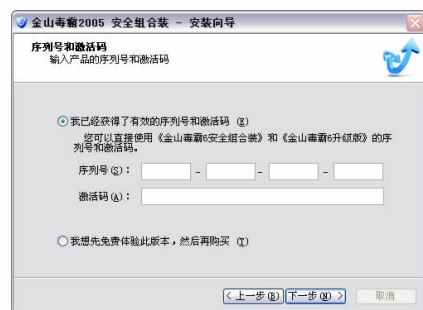 金山毒霸2005 安全组合装 - 安装向导
序列号和激活码
输入产品的序列号和激活码
我已经获得了有效的序列号和激活码 (Z)
您可以直接使用《金山毒霸6安全组合装》和《金山毒霸6升级版》的序
列号和激活码。
序列号(S)： - - -
激活码(A)：
我想先免费体验此版本，然后再购买 (T)
< 上一步(B) 下一步(N) > 取消